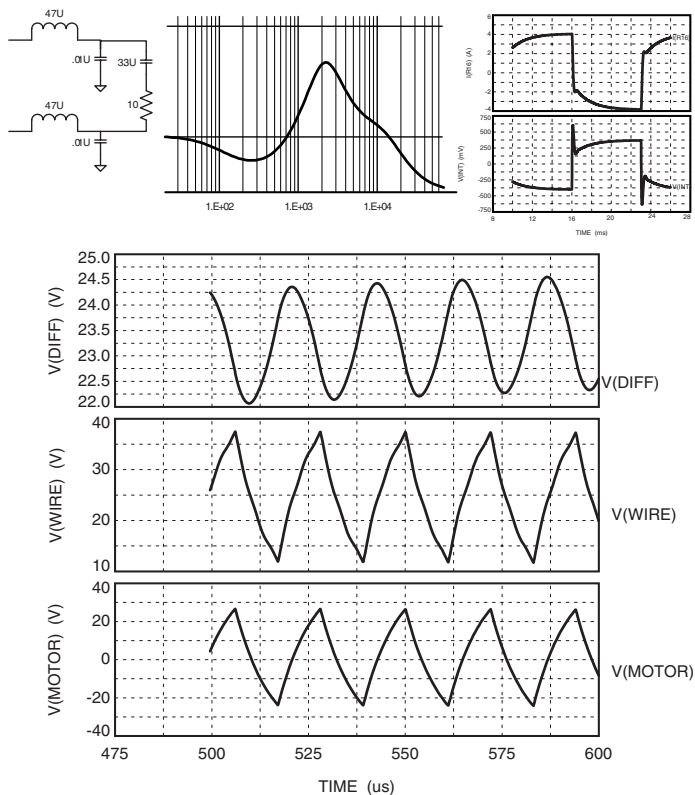 47U
.01U
33U
10
47U
.01U
1.E+02 1.E+03 1.E+04
I(Rt6) (A)
6
4
2
0
-2
-4
I(Rt6)
V(INT) (mV)
750
500
250
0
-250
-500
-750
V(INT
8 12 16 20 24 28
TIME (ms)
V(DIFF) (V)
25.0
24.5
24.0
23.5
23.0
22.5
22.0
V(DIFF)
V(WIRE) (V)
40
30
20
10
V(WIRE)
V(MOTOR) (V)
40
20
0
-20
-40
V(MOTOR)
475 500 525 550 575 600
TIME (us)